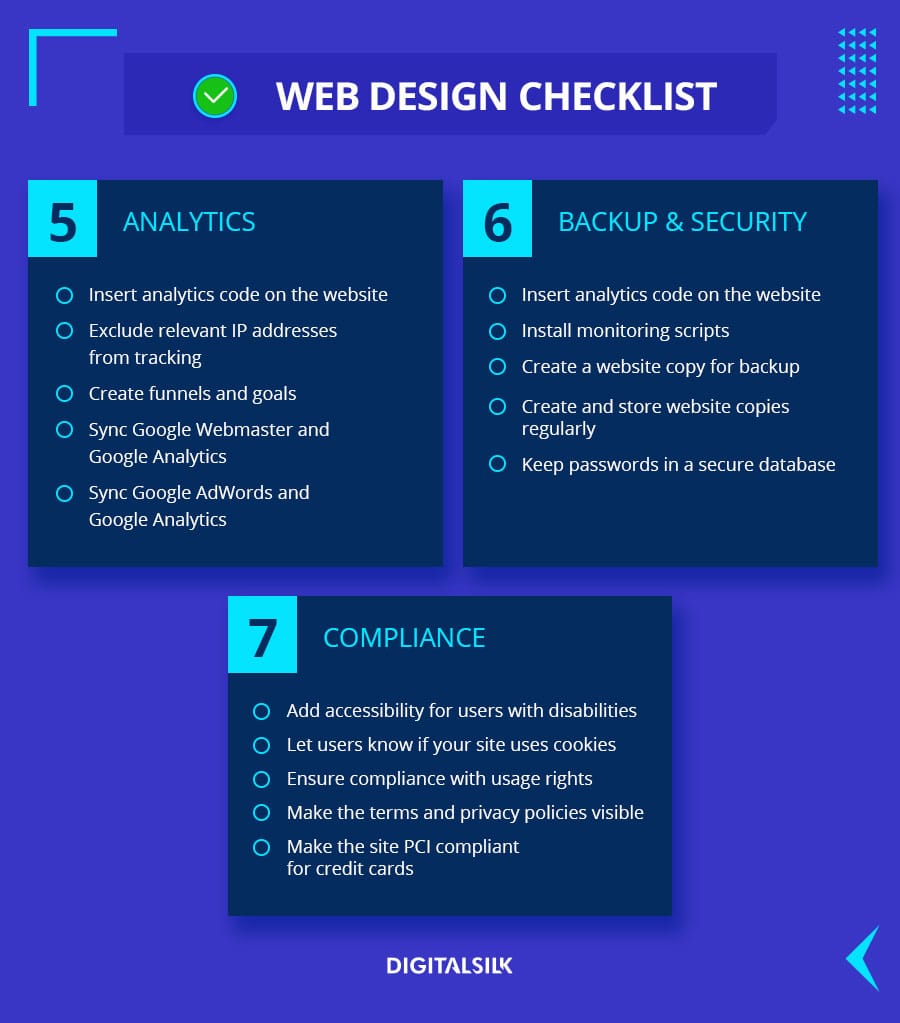 WEB DESIGN CHECKLIST
5
ANALYTICS
Insert analytics code on the website
Exclude relevant IP addresses
from tracking
Create funnels and goals
Sync Google Webmaster and
Google Analytics
Sync Google AdWords and
Google Analytics
6
BACKUP & SECURITY
Insert analytics code on the website
Install monitoring scripts
Create a website copy for backup
Create and store website copies
regularly
Keep passwords in a secure database
7
COMPLIANCE
Add accessibility for users with disabilities
Let users know if your site uses cookies
Ensure compliance with usage rights
Make the terms and privacy policies visible
Make the site PCI compliant
for credit cards
DIGITALSILK